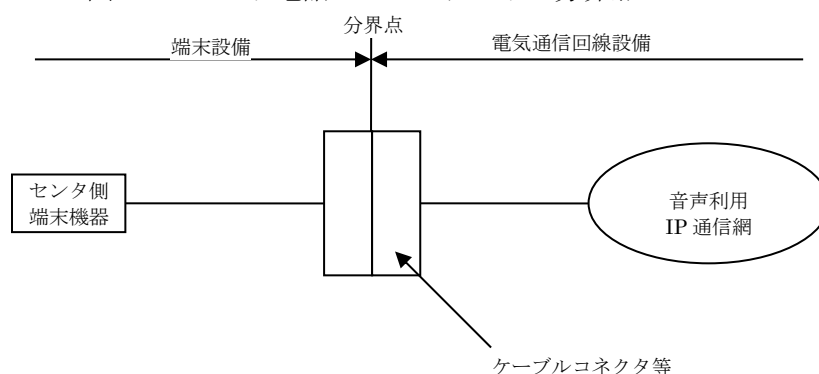 分界点
端末設備
電気通信回線設備
センタ側
端末機器
音声利用
IP 通信網
ケーブルコネクタ等